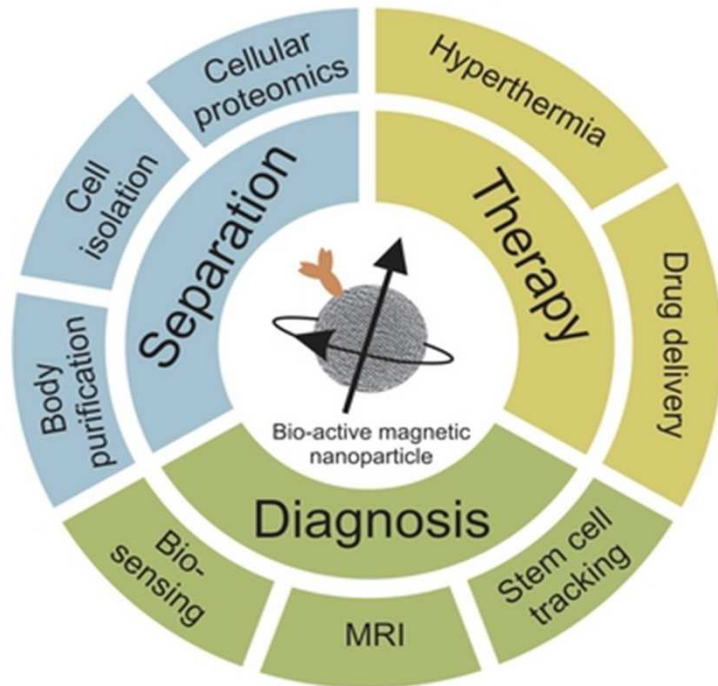 Cellular
proteomics
Hyperthermia
Cell
isolation
Separation
Therapy
Drug delivery
Body
purification
Bio-active magnetic
nanoparticle
Diagnosis
Bio-
sensing
MRI
Stem cell
tracking